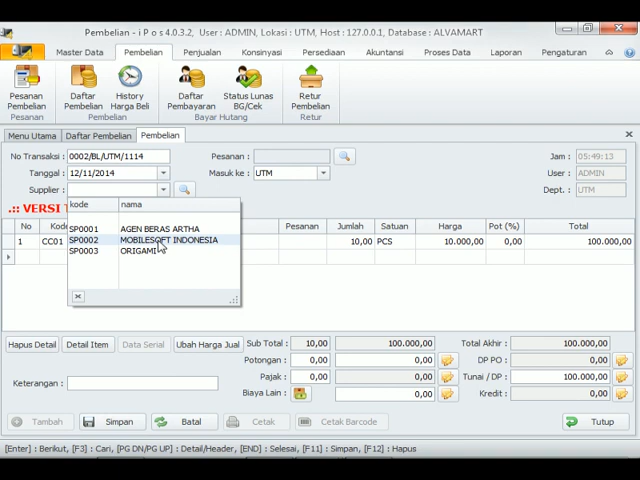 Pembelian - i P o s 4.0.3.2, User : ADMIN, Lokasi : UTM, Host : 127.0.0.1, Database : ALVAMART
Master Data Pembelian Penjualan Konsinyasi Persediaan Akuntansi Proses Data Laporan Pengaturan
Pesanan Pembelian
Daftar Pembelian
History Harga Beli
Daftar Pembayaran
Status Lunas BG/Cek
Retur Pembelian
Pesanan Pembelian Bayar Hutang Retur
Menu Utama Daftar Pembelian Pembelian
No Transaksi : 0002/BL/UTM/1114 Pesanan : Jam : 05:49:13
Tanggal : 12/11/2014 Masuk ke : UTM User : ADMIN
Supplier : Dept. : UTM
kode nama
.:: VERSI
No Pesanan Jumlah Satuan Harga Pot (%) Total
SP0001 AGEN BERAS ARTHA
1 CC01 10,00 PCS 10.000,00 0,00 100.000,00
SP0002 MOBILESOFT INDONESIA
SP0003 ORIGAMI
Hapus Detail Detail Item Data Serial Ubah Harga Jual Sub Total : 10,00 100.000,00 Total Akhir : 100.000,00
Potongan : 0,00 0,00 DP PO : 0,00
Pajak : 0,00 0,00 Tunai / DP : 100.000,00
Keterangan : Biaya Lain : 0,00 Kredit : 0,00
Tambah Simpan Batal Cetak Cetak Barcode Tutup
[Enter] : Berikut, [F3] : Cari, [PG DN/PG UP] : Detail/Header, [END] : Selesai, [F11] : Simpan, [F12] : Hapus